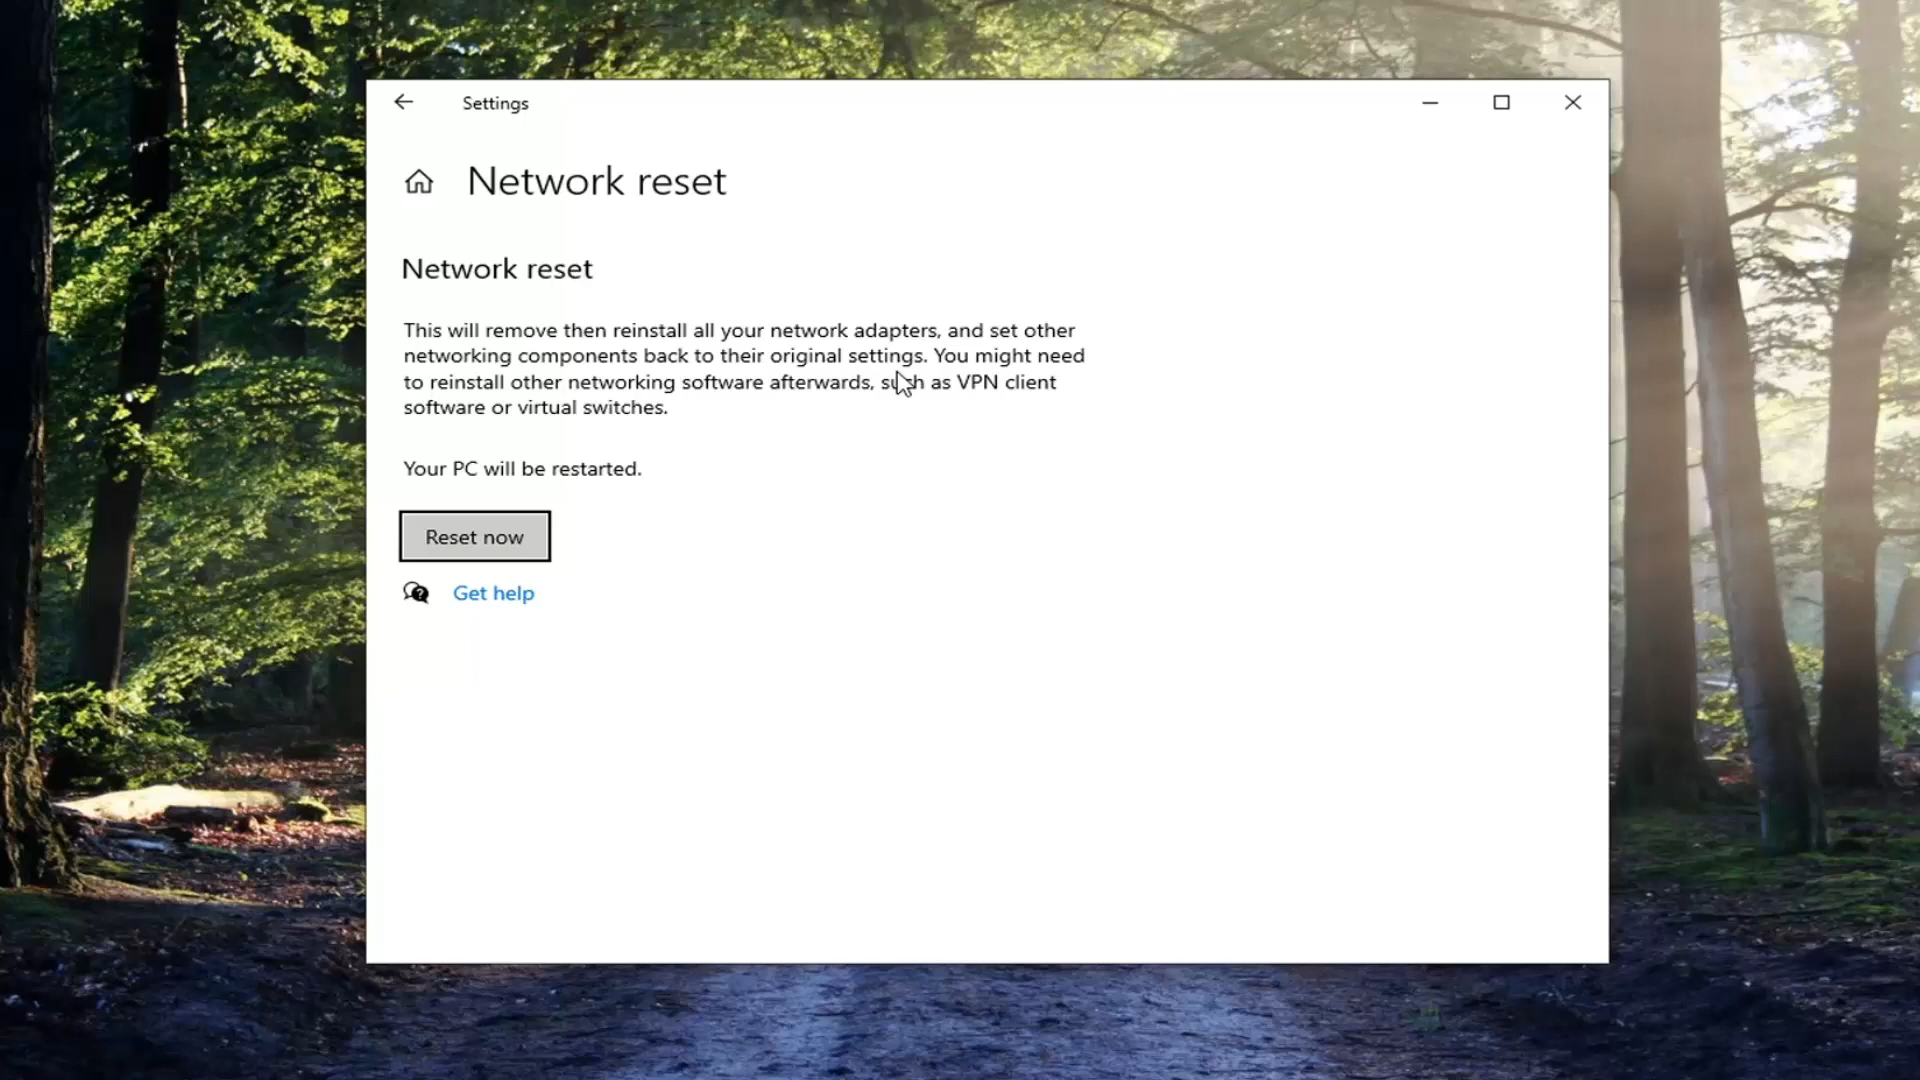 Settings
Network reset
Network reset
This will remove then reinstall all your network adapters, and set other
networking components back to their original settings. You might need
to reinstall other networking software afterwards, such as VPN client
software or virtual switches.
Your PC will be restarted.
Reset now
Get help